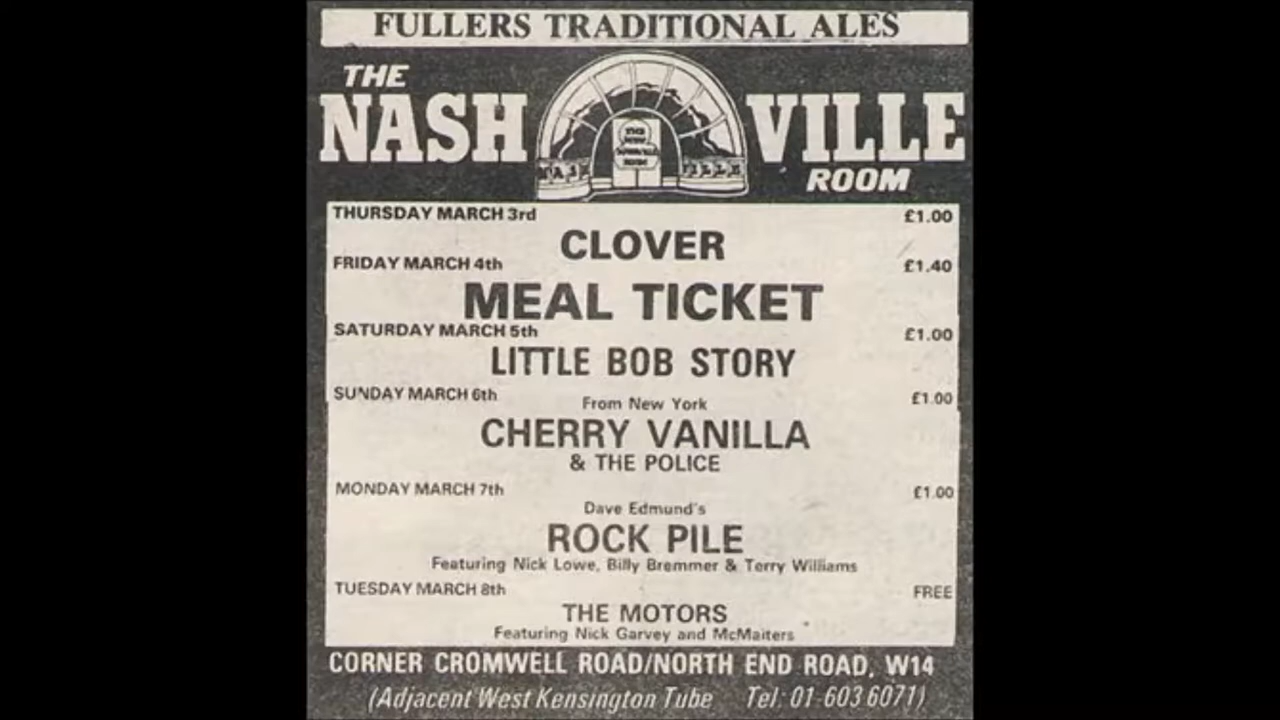 FULLERS TRADITIONAL ALES
THE
NASHVILLE
ROOM
NASH VILLE
THURSDAY MARCH 3rd £1.00
CLOVER
FRIDAY MARCH 4th £1.40
MEAL TICKET
SATURDAY MARCH 5th £1.00
LITTLE BOB STORY
SUNDAY MARCH 6th £1.00
From New York
CHERRY VANILLA
& THE POLICE
MONDAY MARCH 7th £1.00
Dave Edmund's
ROCK PILE
Featuring Nick Lowe, Billy Bremmer & Terry Williams
TUESDAY MARCH 8th FREE
THE MOTORS
Featuring Nick Garvey and McMaiters
CORNER CROMWELL ROAD/NORTH END ROAD, W14
(Adjacent West Kensington Tube Tel: 01-603 6071)